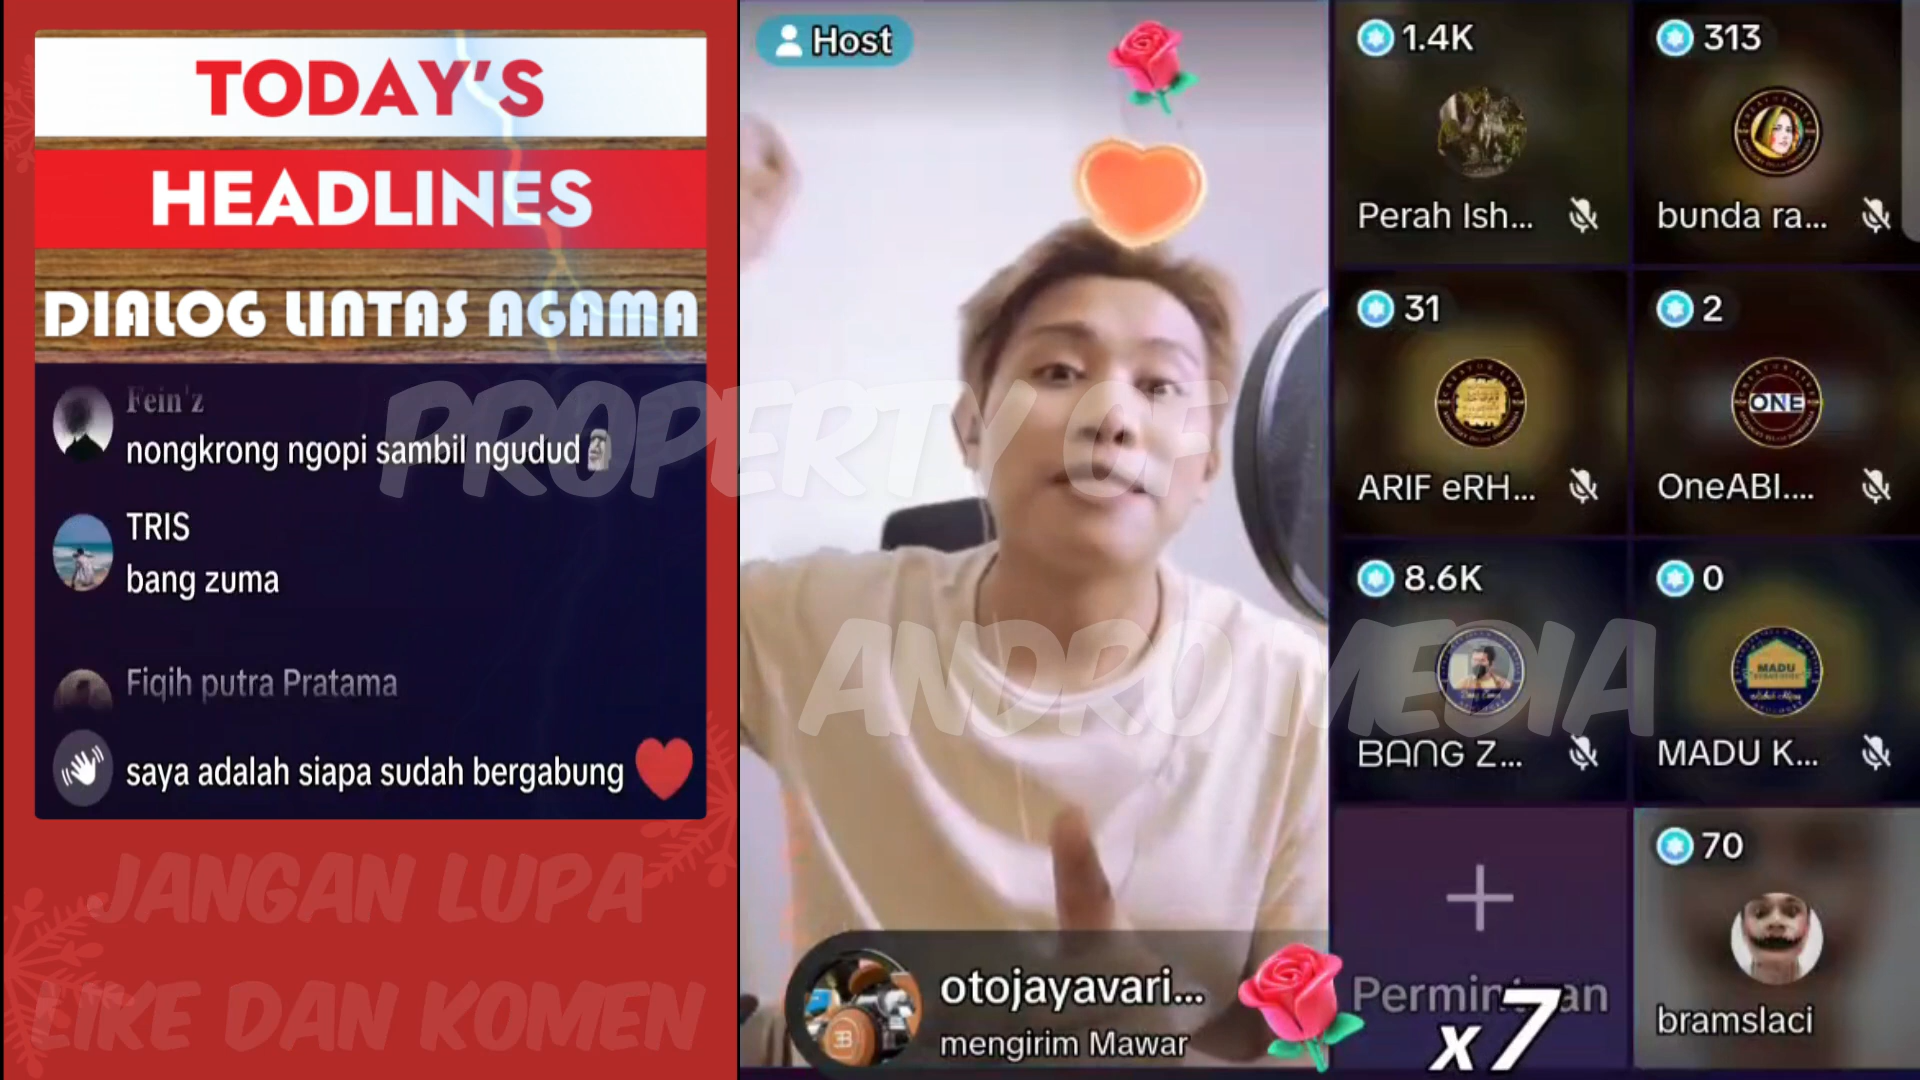 TODAY'S
HEADLINES
DIALOG LINTAS AGAMA
Fein'z
nongkrong ngopi sambil ngudud
TRIS
bang zuma
Fiqih putra Pratama
saya adalah siapa sudah bergabung
JANGAN LUPA
LIKE DAN KOMEN
PROPERTY OF
ANDRO MEDIA
Host
otojayavari...
mengirim Mawar
x7
1.4K
Perah Ish...
313
bunda ra...
31
ARIF eRH...
2
ONE
OneABI....
8.6K
BANG Z...
0
MADU
MADU K...
Permintaan
70
bramslaci